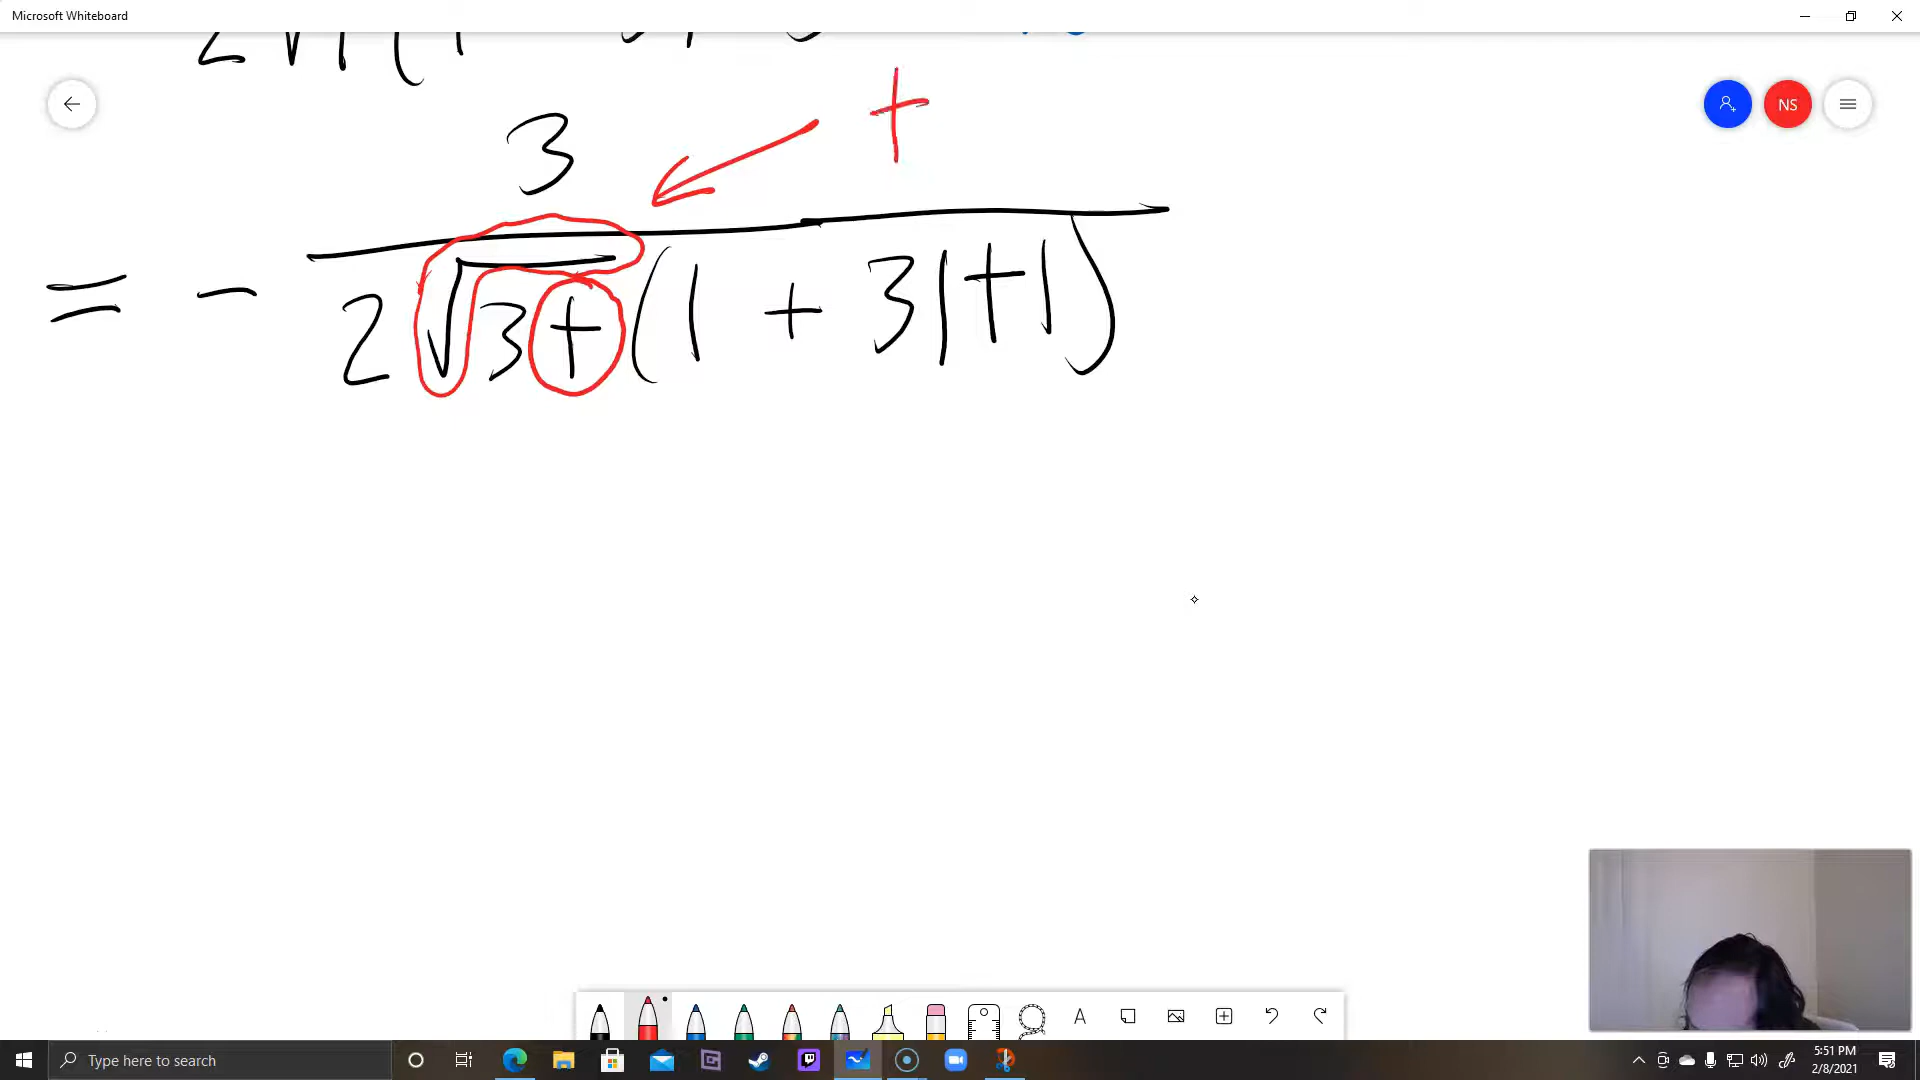 Microsoft Whiteboard
NS
+
3
= - 2√3t (1 + 3|t|)
A
Type here to search
5:51 PM
2/8/2021